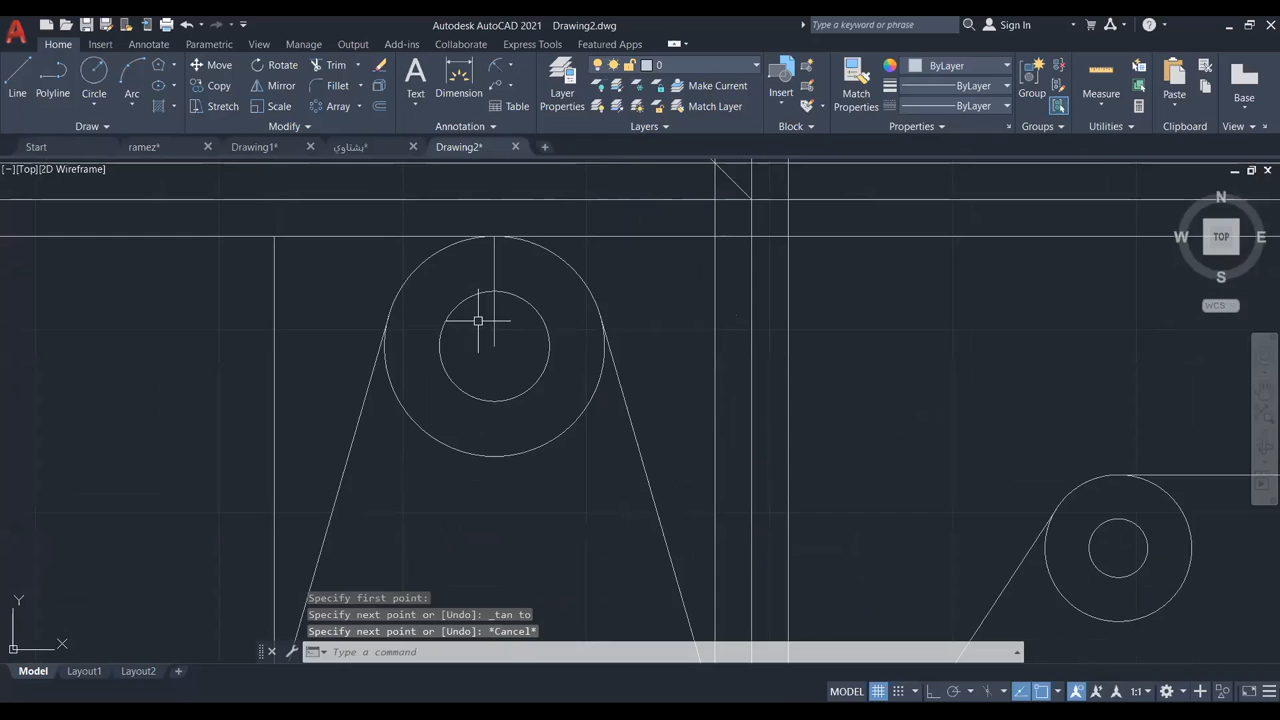 Autodesk AutoCAD 2021 Drawing2.dwg
Type a keyword or phrase
Sign In
Home Insert Annotate Parametric View Manage Output Add-ins Collaborate Express Tools Featured Apps
Line
Polyline
Circle
Arc
Move
Rotate
Trim
Copy
Mirror
Fillet
Stretch
Scale
Array
Text
Dimension
Table
Layer
Properties
0
Make Current
Match Layer
Insert
Match
Properties
ByLayer
ByLayer
ByLayer
Group
Measure
Paste
Base
Draw Modify Annotation Layers Block Properties Groups Utilities Clipboard View
Start ramez* Drawing1* بشتاوي* Drawing2*
[−][Top][2D Wireframe]
N
W
TOP
E
S
WCS
Specify first point:
Specify next point or [Undo]: _tan to
Specify next point or [Undo]: *Cancel*
Type a command
Y
X
Model Layout1 Layout2
MODEL
1:1